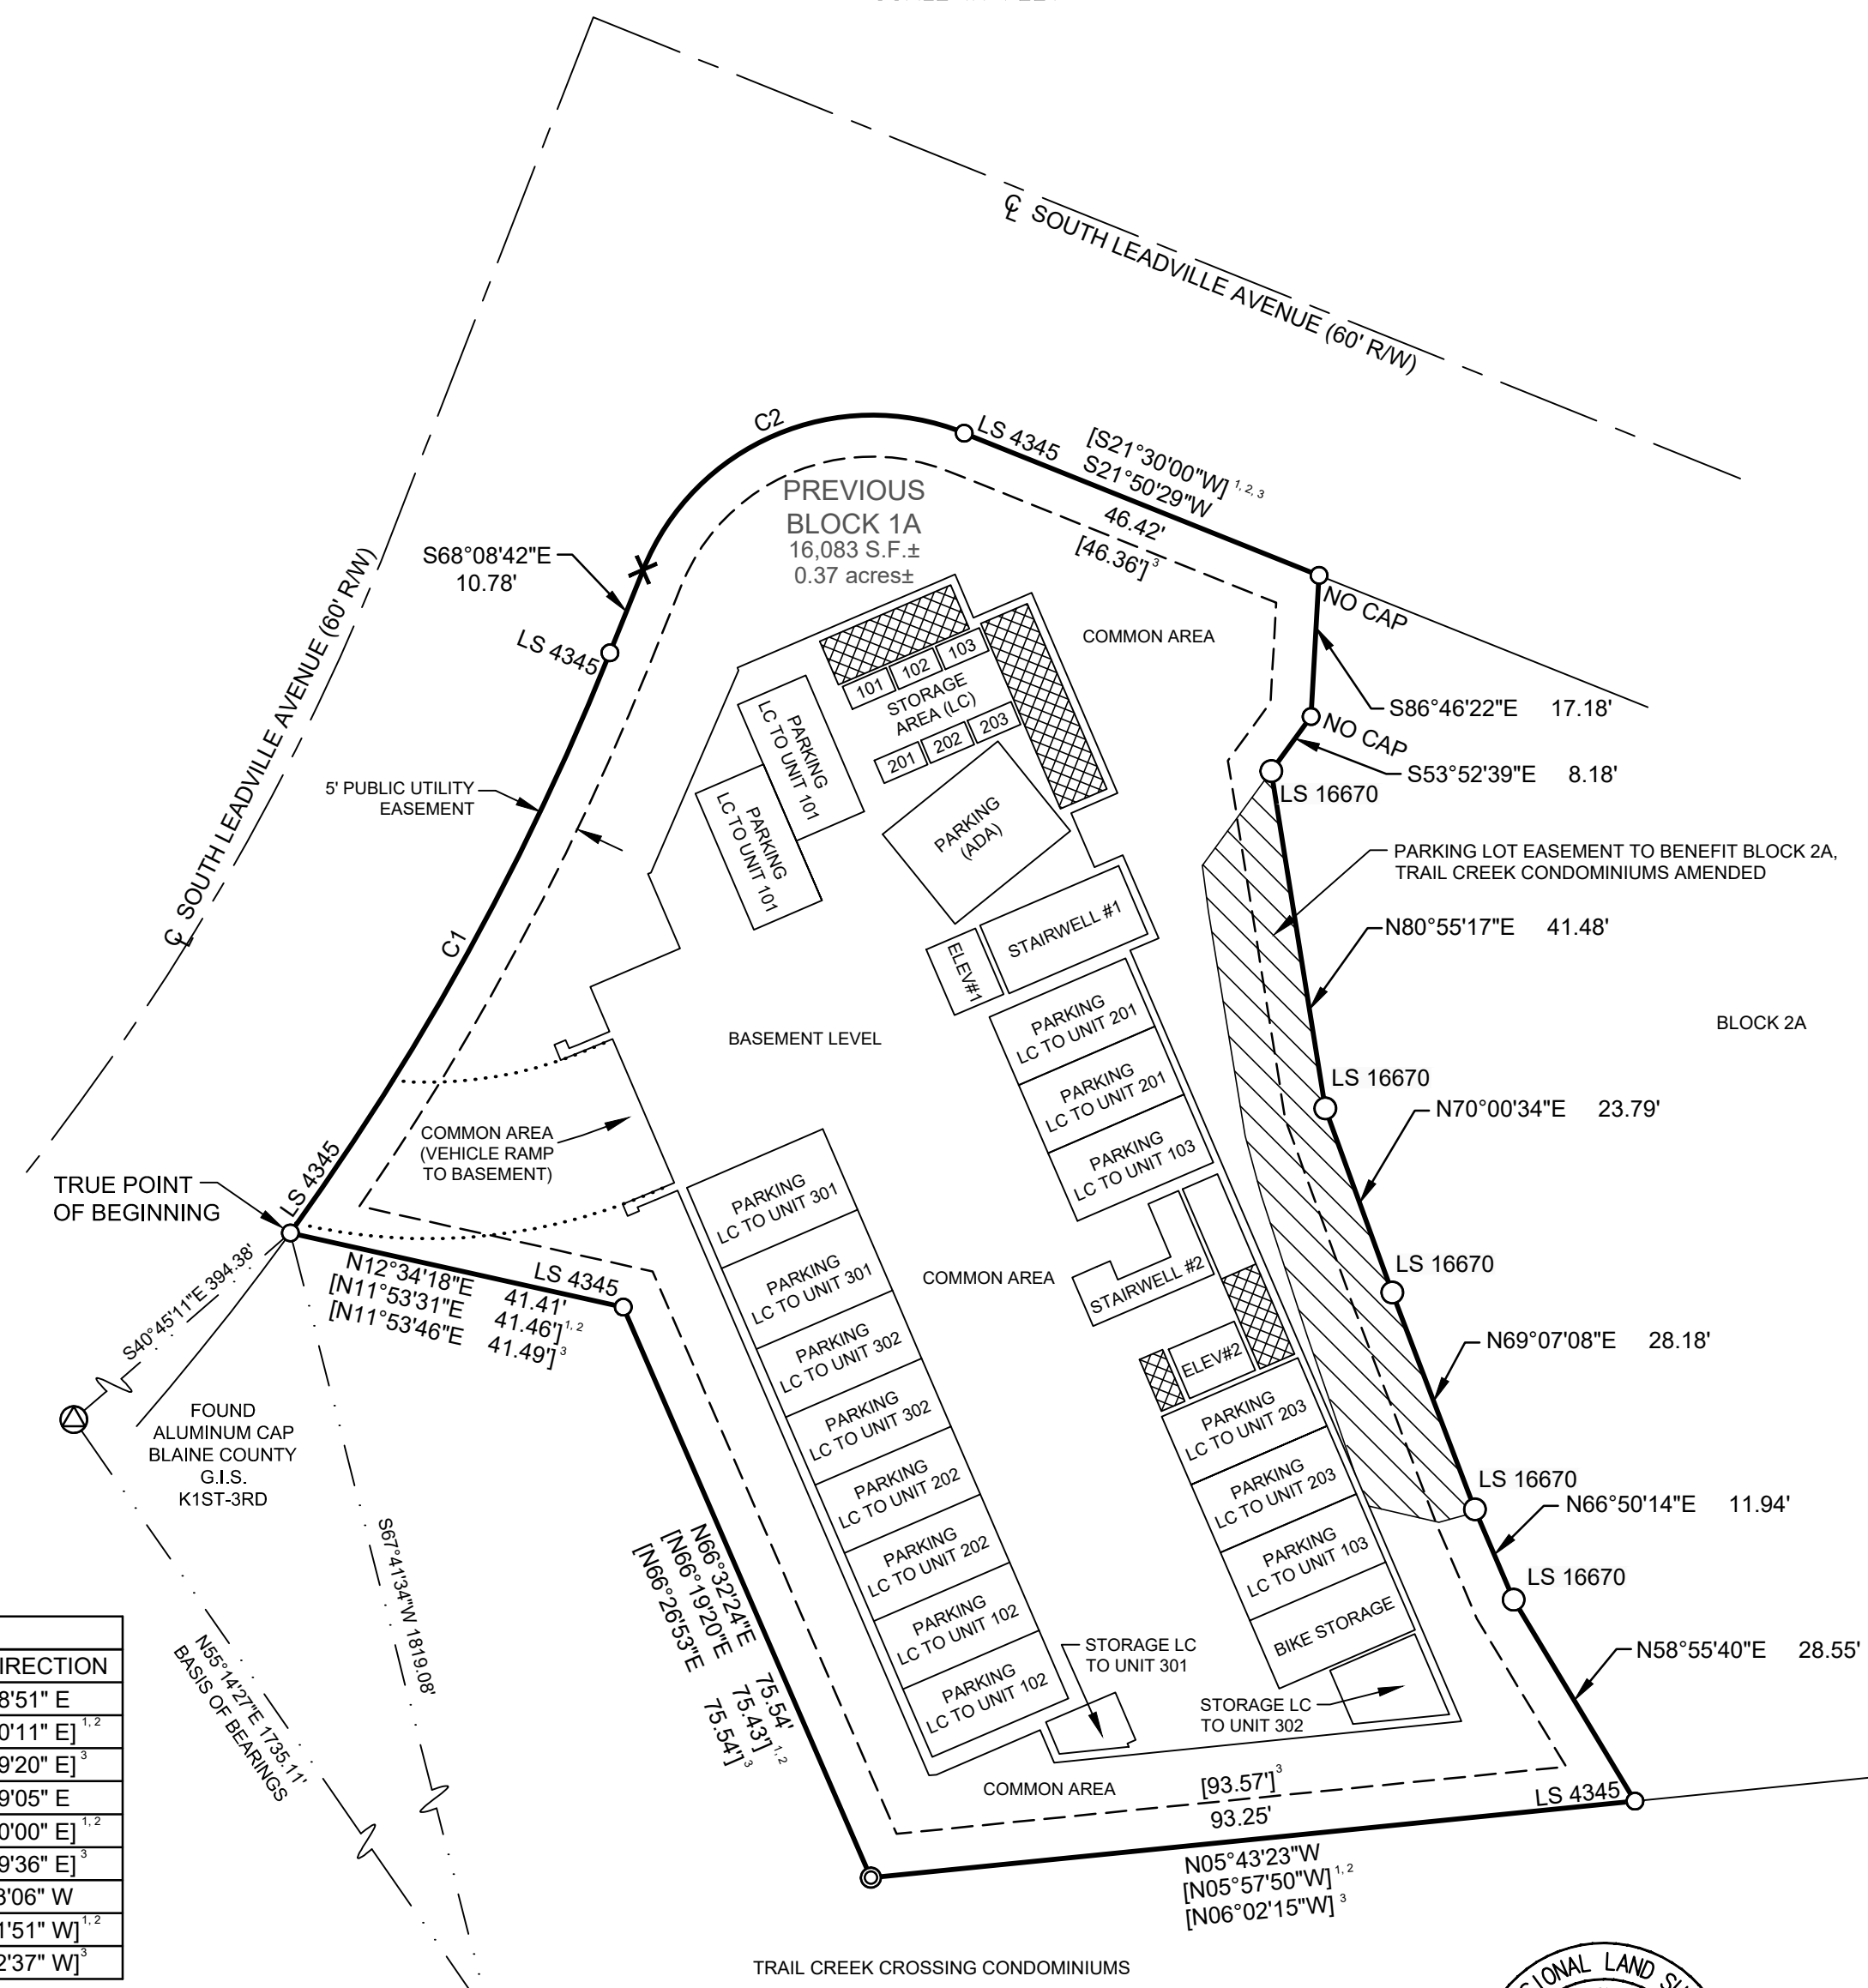 ℄ SOUTH LEADVILLE AVENUE (60' R/W)
C2
LS 4345
[S21°30'00"W] 1, 2, 3
S21°50'29"W
46.42'
[46.36'] 3
PREVIOUS
BLOCK 1A
16,083 S.F.±
0.37 acres±
S68°08'42"E
10.78'
LS 4345
NO CAP
COMMON AREA
S86°46'22"E 17.18'
NO CAP
S53°52'39"E 8.18'
LS 16670
℄ SOUTH LEADVILLE AVENUE (60' R/W)
101
102
103
STORAGE
AREA (LC)
201
202
203
PARKING
LC TO UNIT 101
PARKING
LC TO UNIT 101
PARKING
(ADA)
5' PUBLIC UTILITY
EASEMENT
PARKING LOT EASEMENT TO BENEFIT BLOCK 2A,
TRAIL CREEK CONDOMINIUMS AMENDED
N80°55'17"E 41.48'
C1
STAIRWELL #1
ELEV#1
BLOCK 2A
BASEMENT LEVEL
PARKING
LC TO UNIT 201
PARKING
LC TO UNIT 201
PARKING
LC TO UNIT 103
LS 16670
N70°00'34"E 23.79'
COMMON AREA
(VEHICLE RAMP
TO BASEMENT)
LS 4345
TRUE POINT
OF BEGINNING
S40°45'11"E 394.38'
N12°34'18"E 41.41'
[N11°53'31"E 41.46'] 1, 2
[N11°53'46"E 41.49'] 3
LS 4345
PARKING
LC TO UNIT 301
PARKING
LC TO UNIT 301
PARKING
LC TO UNIT 302
PARKING
LC TO UNIT 302
PARKING
LC TO UNIT 202
PARKING
LC TO UNIT 202
PARKING
LC TO UNIT 102
PARKING
LC TO UNIT 102
COMMON AREA
STAIRWELL #2
ELEV#2
LS 16670
N69°07'08"E 28.18'
PARKING
LC TO UNIT 203
PARKING
LC TO UNIT 203
PARKING
LC TO UNIT 103
BIKE STORAGE
FOUND
ALUMINUM CAP
BLAINE COUNTY
G.I.S.
K1ST-3RD
S67°41'34"W 1819.08'
N55°14'27"E 1735.11'
BASIS OF BEARINGS
LS 16670
N66°50'14"E 11.94'
LS 16670
N66°32'24"E 75.54'
[N66°19'20"E 75.43'] 1, 2
[N66°26'53"E 75.54'] 3
STORAGE LC
TO UNIT 301
STORAGE LC
TO UNIT 302
N58°55'40"E 28.55'
COMMON AREA
[93.57'] 3
93.25'
LS 4345
N05°43'23"W
[N05°57'50"W] 1, 2
[N06°02'15"W] 3
IRECTION
8'51" E
0'11" E] 1, 2
9'20" E] 3
9'05" E
0'00" E] 1, 2
9'36" E] 3
3'06" W
1'51" W] 1, 2
2'37" W] 3
TRAIL CREEK CROSSING CONDOMINIUMS
SIONAL LAND SU